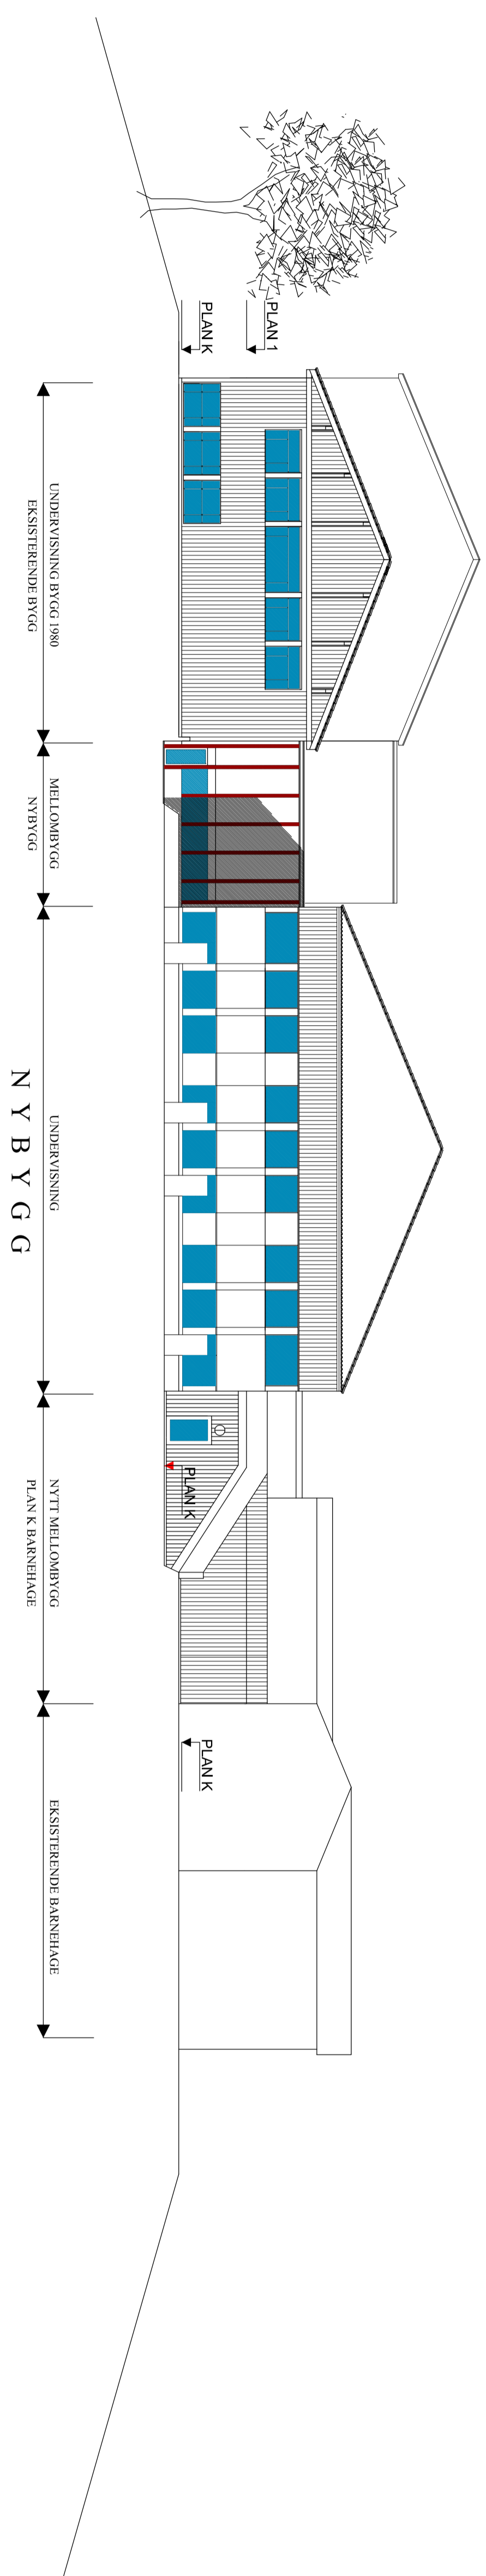 PLAN 1
PLAN K
PLAN K
PLAN K
UNDERVISNING BYGG 1980
EKSISTERENDE BYGG
MELLOMBYGG
NYBYGG
UNDERVISNING
NYTT MELLOMBYGG
PLAN K BARNEHAGE
EKSISTERENDE BARNEHAGE
N Y B Y G G